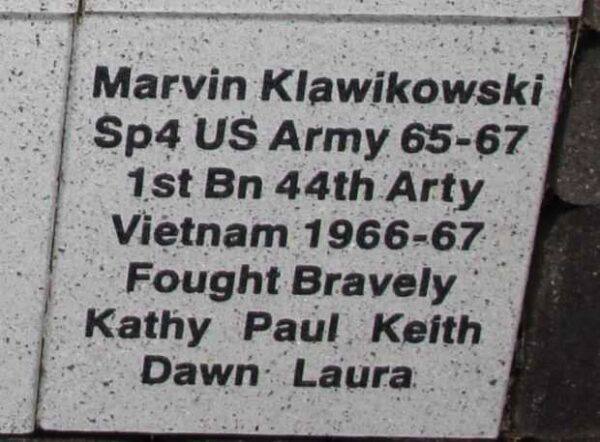 Marvin Klawikowski
Sp4 US Army 65-67
1st Bn 44th Arty
Vietnam 1966-67
Fought Bravely
Kathy Paul Keith
Dawn Laura